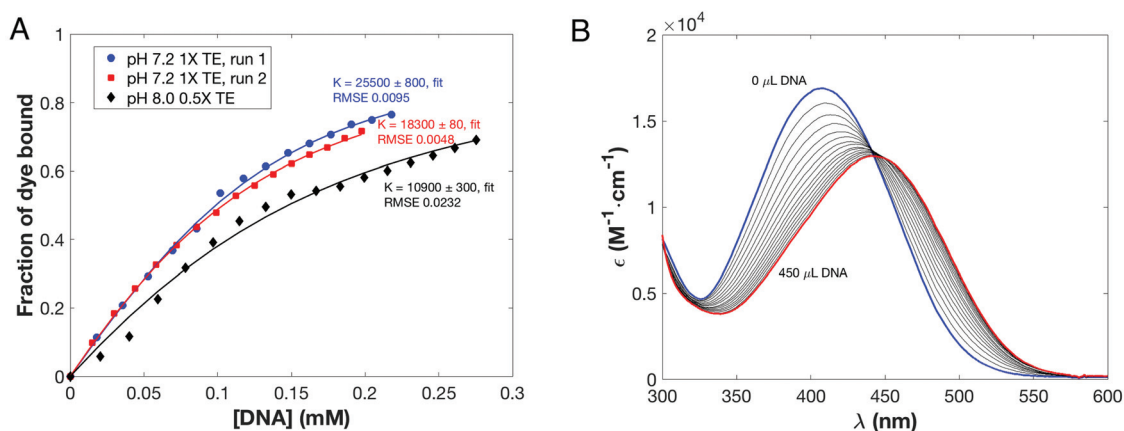 A
Fraction of dye bound
1
0.8
0.6
0.4
0.2
0
pH 7.2 1X TE, run 1
pH 7.2 1X TE, run 2
pH 8.0 0.5X TE
K = 25500 ± 800, fit
RMSE 0.0095
K = 18300 ± 80, fit
RMSE 0.0048
K = 10900 ± 300, fit
RMSE 0.0232
0 0.05 0.1 0.15 0.2 0.25 0.3
[DNA] (mM)
B
×10⁴
ϵ (M⁻¹·cm⁻¹)
2
1.5
1
0.5
0
0 μL DNA
450 μL DNA
300 350 400 450 500 550 600
λ (nm)